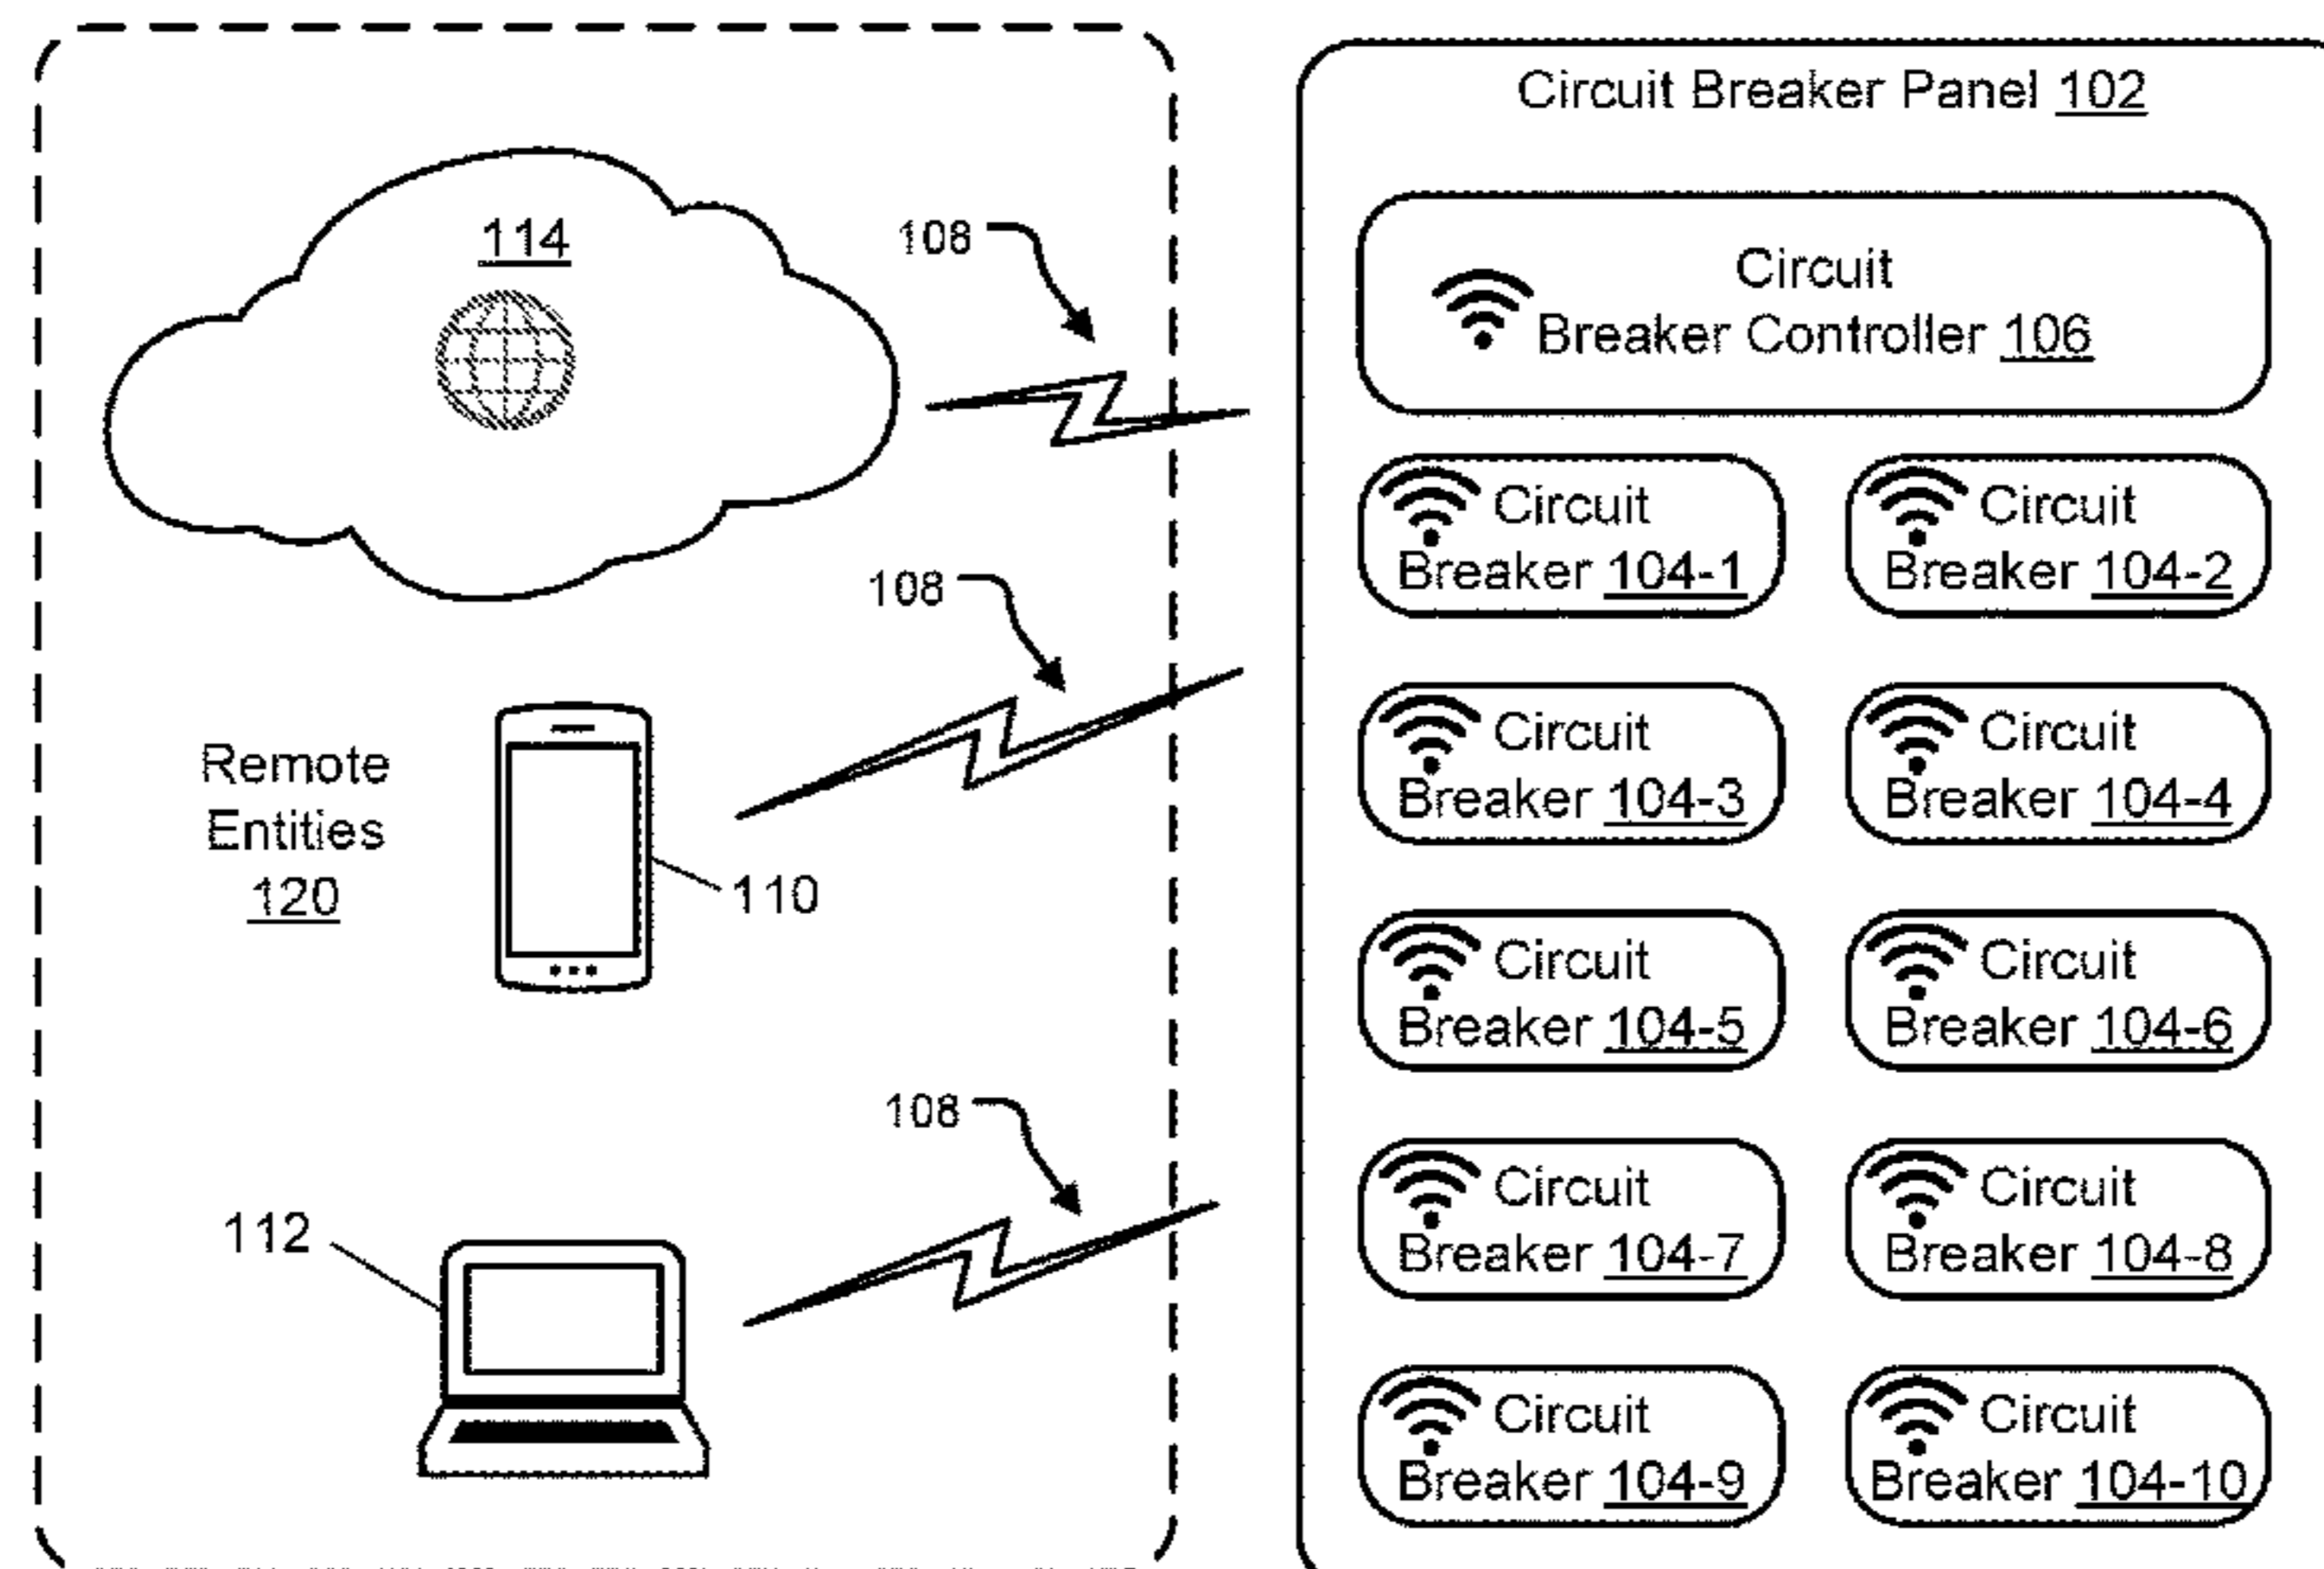 114
108
108
Remote
Entities
120
110
108
112
Circuit Breaker Panel 102
Circuit
Breaker Controller 106
Circuit
Breaker 104-1
Circuit
Breaker 104-2
Circuit
Breaker 104-3
Circuit
Breaker 104-4
Circuit
Breaker 104-5
Circuit
Breaker 104-6
Circuit
Breaker 104-7
Circuit
Breaker 104-8
Circuit
Breaker 104-9
Circuit
Breaker 104-10